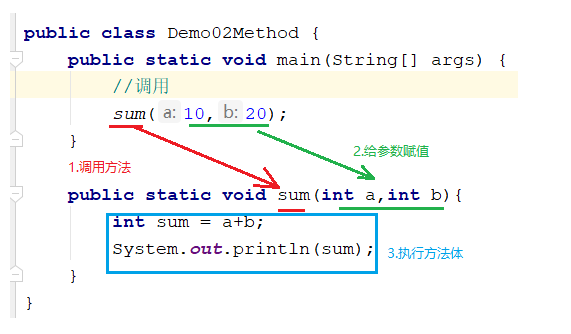 public class Demo02Method {
public static void main(String[] args) {
//调用
sum( a: 10, b: 20);
}
2.给参数赋值
1.调用方法
public static void sum(int a,int b){
int sum = a+b;
System.out.println(sum);
3.执行方法体
}
}